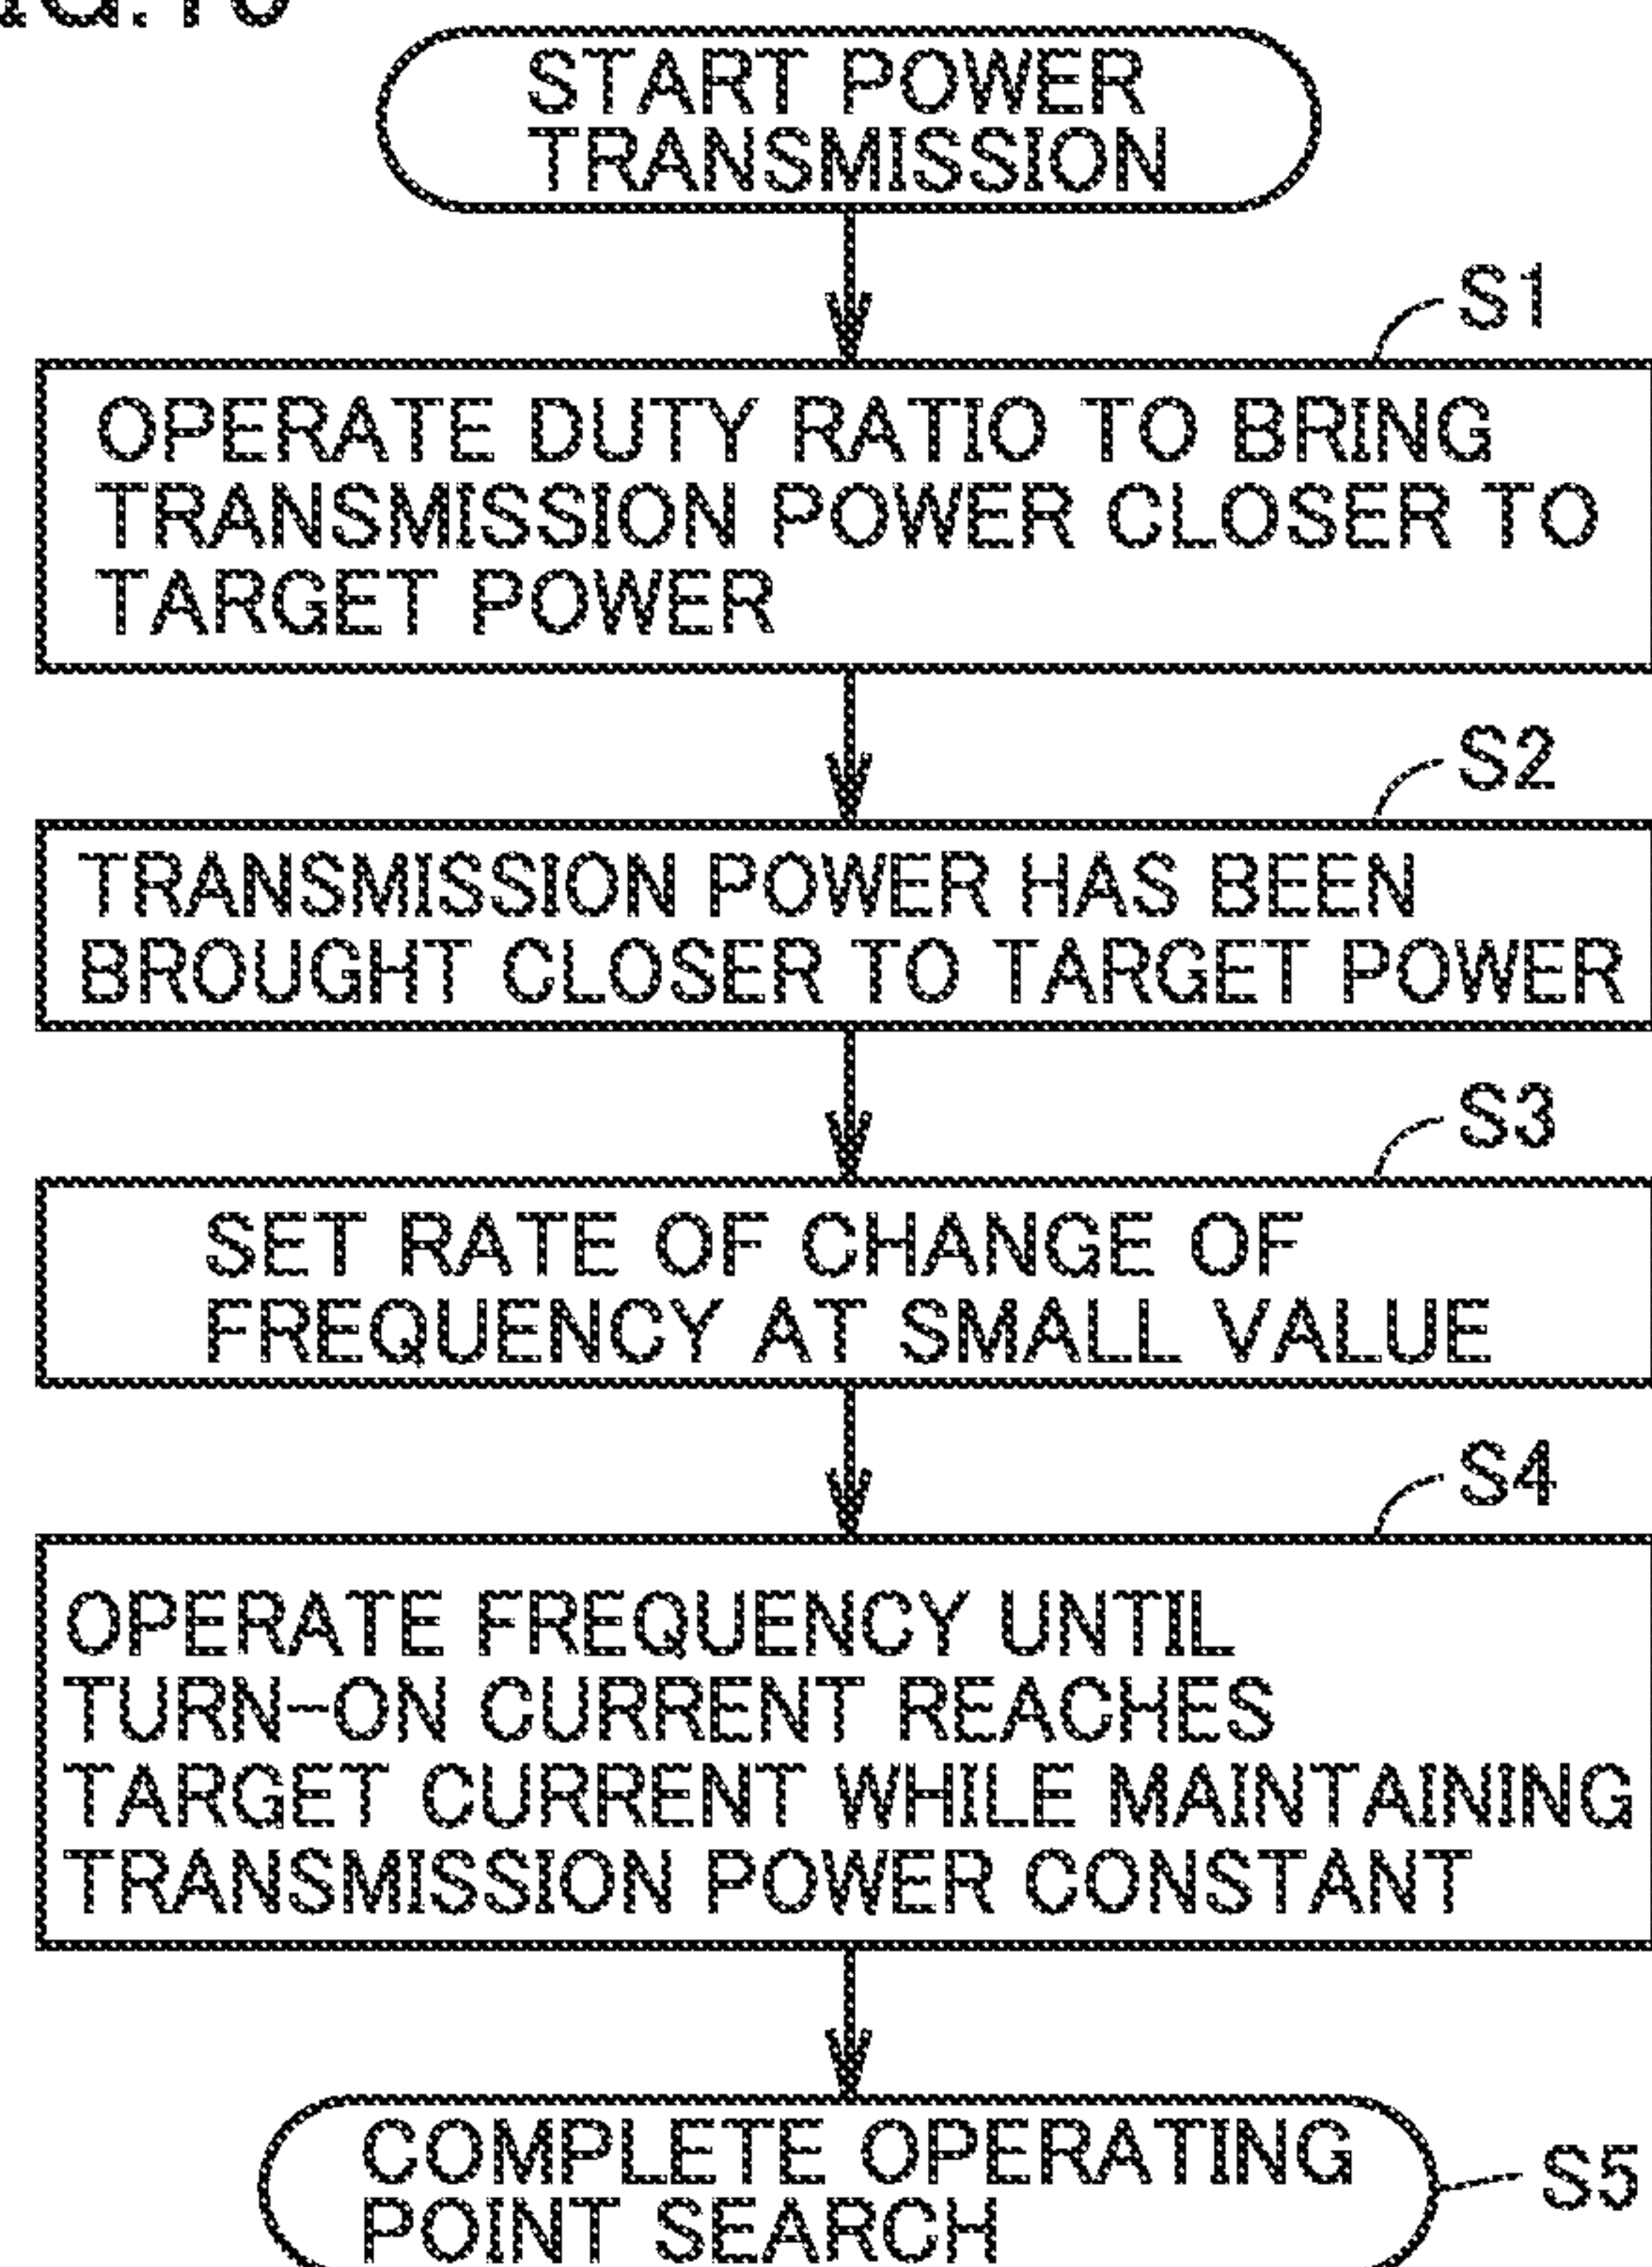 START POWER
TRANSMISSION
S1
OPERATE DUTY RATIO TO BRING
TRANSMISSION POWER CLOSER TO
TARGET POWER
S2
TRANSMISSION POWER HAS BEEN
BROUGHT CLOSER TO TARGET POWER
S3
SET RATE OF CHANGE OF
FREQUENCY AT SMALL VALUE
S4
OPERATE FREQUENCY UNTIL
TURN-ON CURRENT REACHES
TARGET CURRENT WHILE MAINTAINING
TRANSMISSION POWER CONSTANT
COMPLETE OPERATING
POINT SEARCH
S5